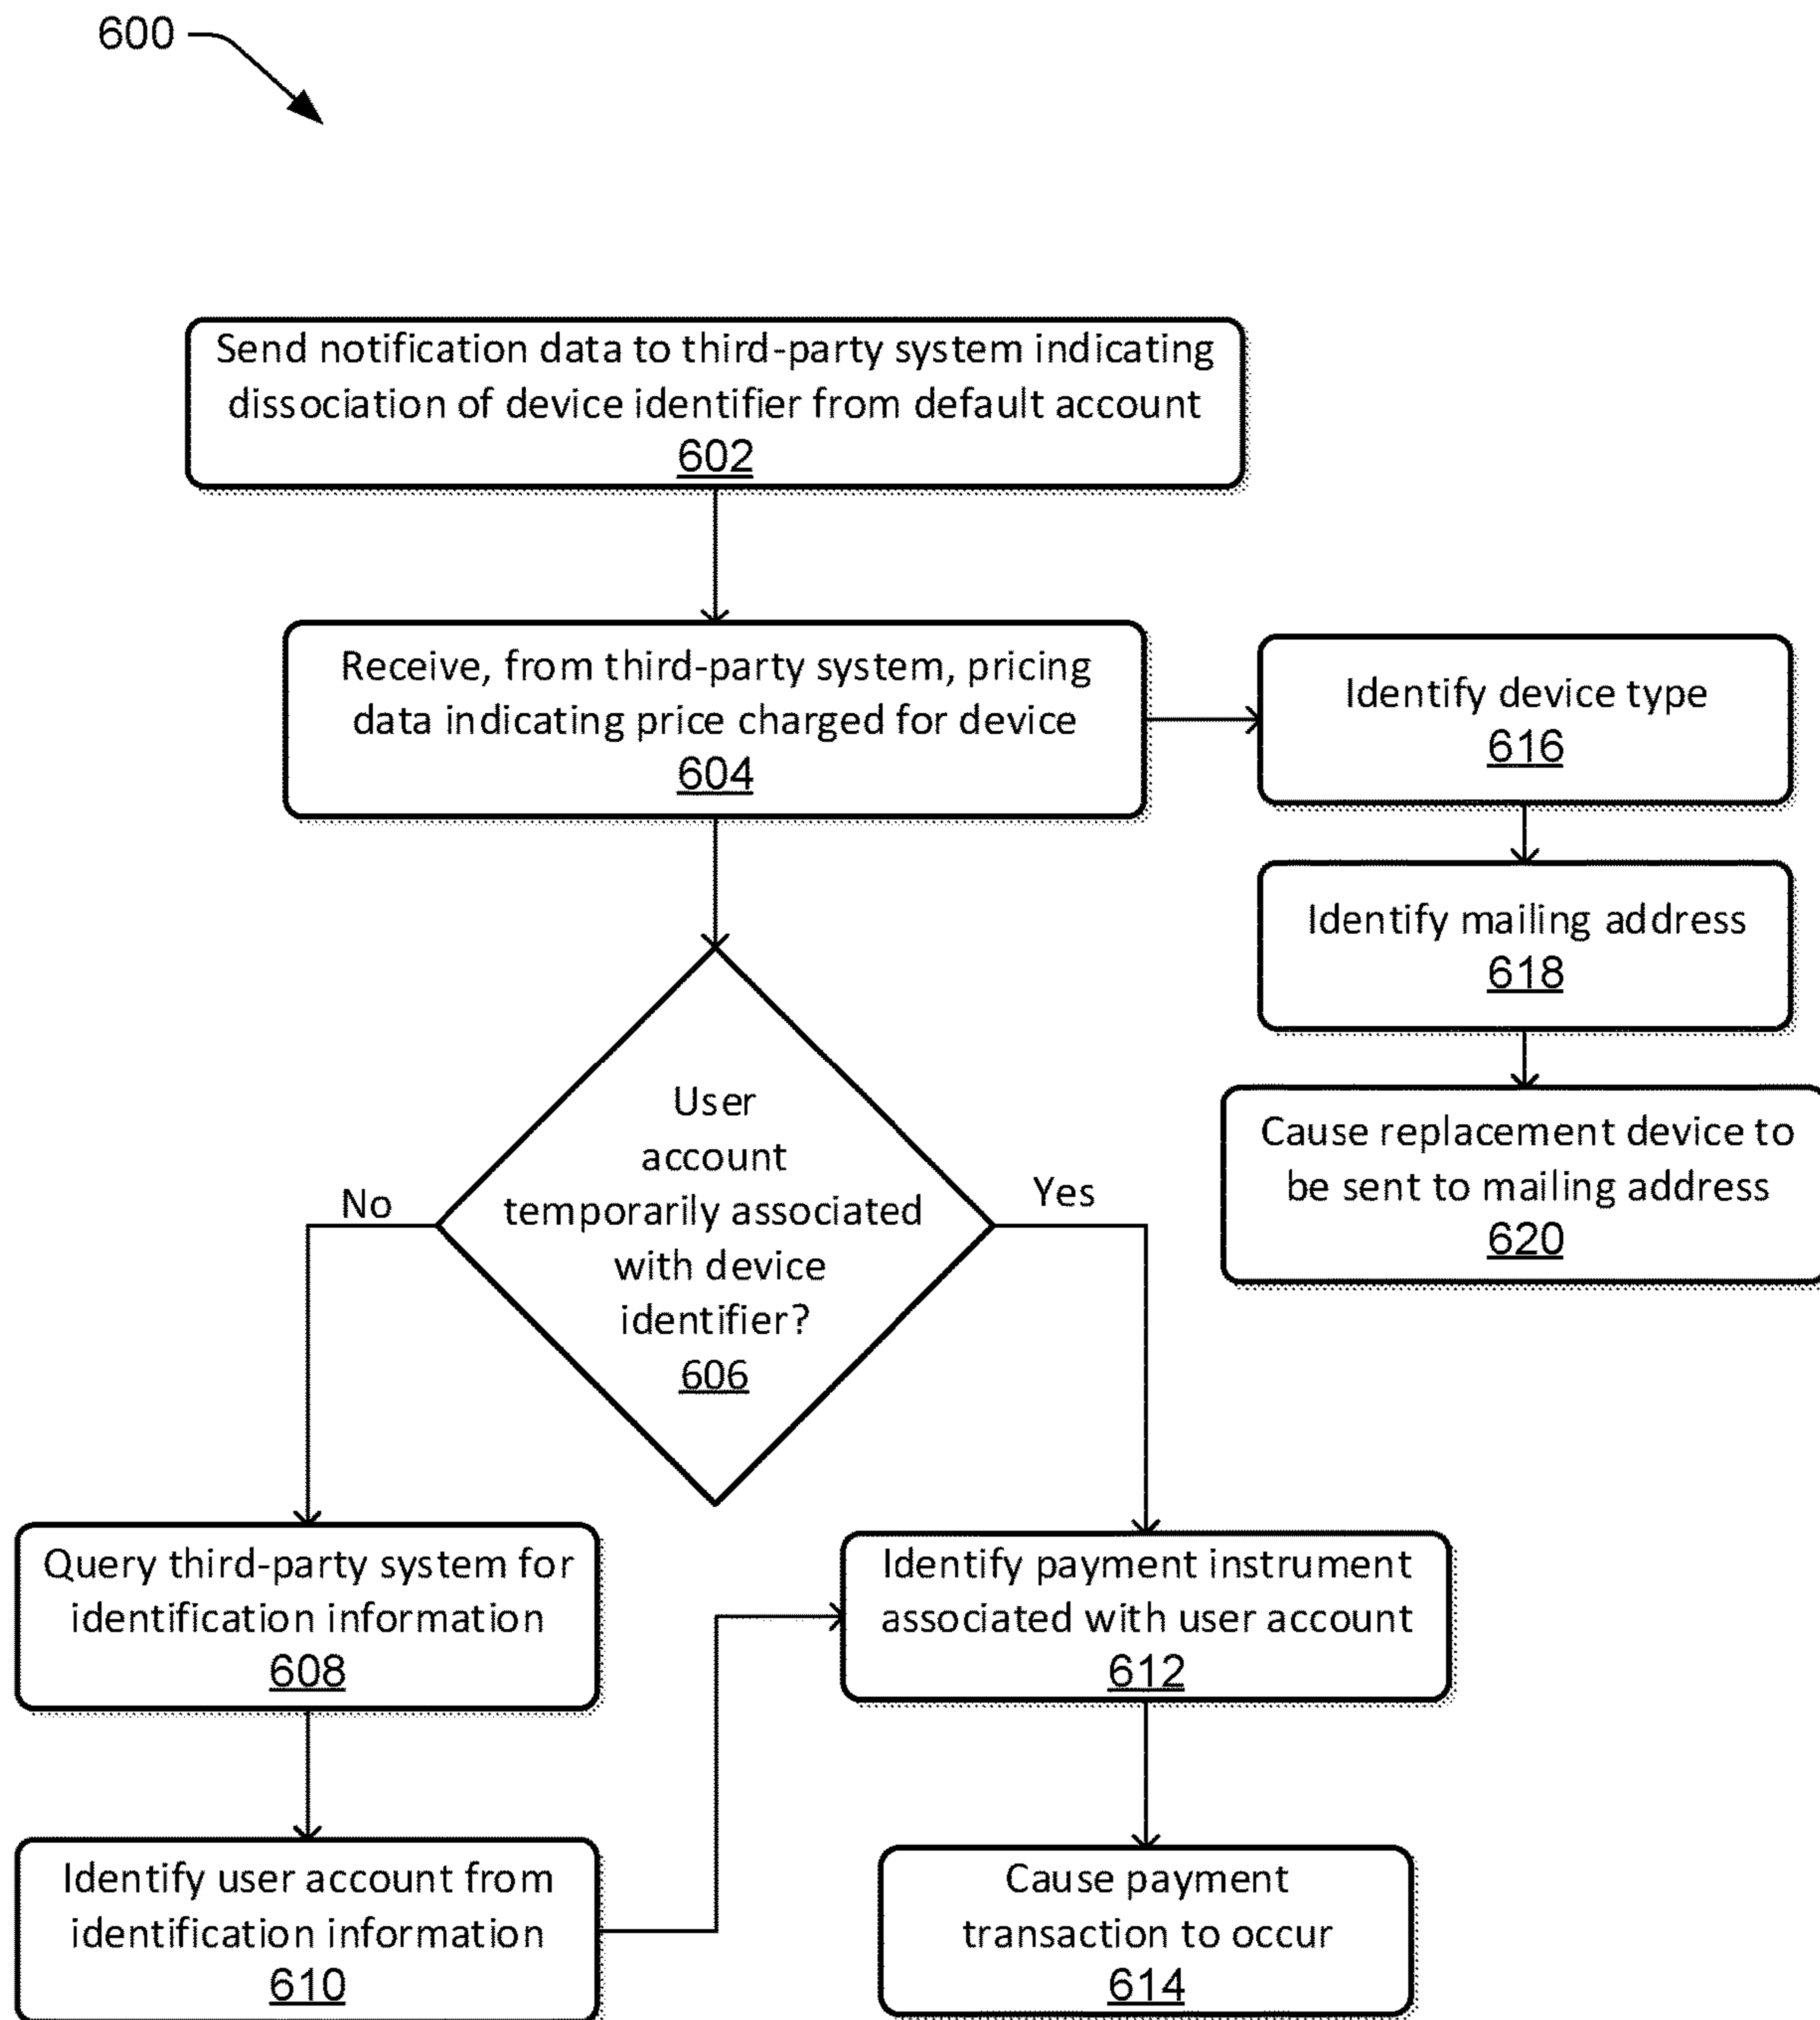 600
Send notification data to third-party system indicating
dissociation of device identifier from default account
602
Receive, from third-party system, pricing
data indicating price charged for device
604
Identify device type
616
Identify mailing address
618
Cause replacement device to
be sent to mailing address
620
User
account
temporarily associated
with device
identifier?
606
No
Yes
Query third-party system for
identification information
608
Identify user account from
identification information
610
Identify payment instrument
associated with user account
612
Cause payment
transaction to occur
614